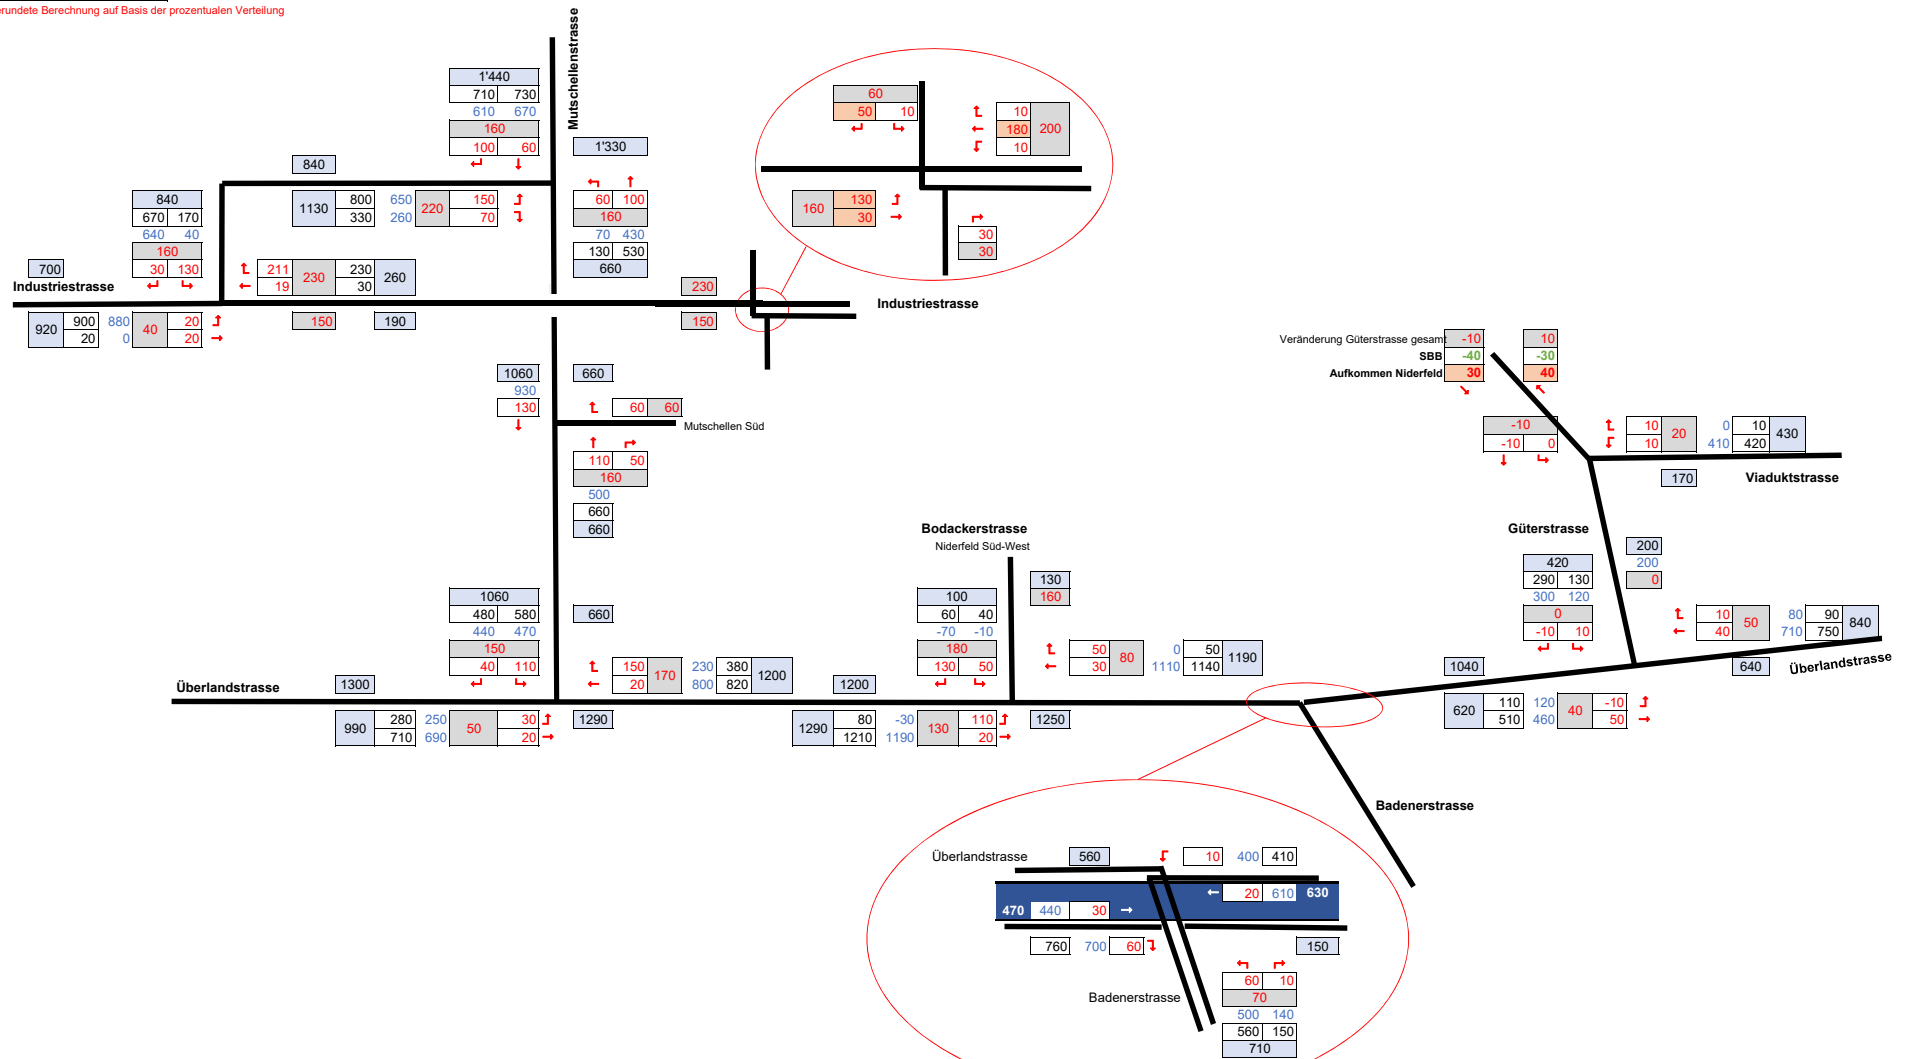 rundete Berechnung auf Basis der prozentualen Verteilung
Mutschellenstrasse
1'440
710 730
610 670
160
100 60
1'330
60 100
160
70 430
130 530
660
840
1130 800 650 220 150
330 260 70
840
670 170
640 40
160
30 130
700
Industriestrasse
211 230 230 260
19 30
920 900 880 40 20
20 0 20
150 190
230
150
Industriestrasse
60
50 10
10
180 200
10
160 130
30
30
30
1060
930
130
660
60 60
Mutschellen Süd
110 50
160
500
660
660
Veränderung Güterstrasse gesamt -10 10
SBB -40 -30
Aufkommen Niderfeld 30 40
-10
-10 0
10 20 0 10 430
10 410 420
170
Viaduktstrasse
Güterstrasse
420
290 130
300 120
0
-10 10
200
200
0
10 50 80 90 840
40 710 750
1040
640
Überlandstrasse
620 110 120 40 -10
510 460 50
Bodackerstrasse
Niderfeld Süd-West
130
160
100
60 40
-70 -10
180
130 50
50 80 0 50 1190
30 1110 1140
1060
480 580
440 470
150
40 110
660
150 170 230 380 1200
20 800 820
Überlandstrasse
1300
1200
990 280 250 50 30
710 690 20
1290
1290 80 -30 130 110
1210 1190 20
1250
Badenerstrasse
Überlandstrasse
560
10 400 410
20 610 630
470 440 30
760 700 60
150
60 10
70
500 140
560 150
710
Badenerstrasse